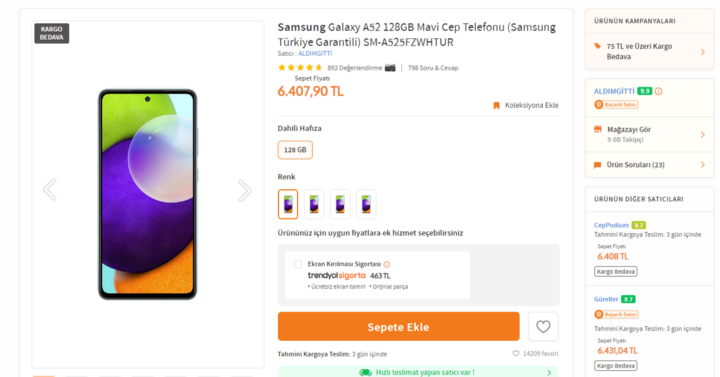 KARGO
BEDAVA
Samsung Galaxy A52 128GB Mavi Cep Telefonu (Samsung
Türkiye Garantili) SM-A525FZWHTUR
Satıcı : ALDIMGİTTİ
892 Değerlendirme | 798 Soru & Cevap
Sepet Fiyatı
6.407,90 TL
Koleksiyona Ekle
Dahili Hafıza
128 GB
Renk
Ürününüz için uygun fiyatlara ek hizmet seçebilirsiniz
Ekran Kırılması Sigortası
trendyol sigorta 463 TL
• Ücretsiz ekran tamiri • Orijinal parça
Sepete Ekle
Tahmini Kargoya Teslim: 3 gün içinde
14209 favori
Hızlı teslimat yapan satıcı var !
ÜRÜNÜN KAMPANYALARI
75 TL ve Üzeri Kargo
Bedava
ALDIMGİTTİ 9.9
Başarılı Satıcı
Mağazayı Gör
9.0B Takipçi
Ürün Soruları (23)
ÜRÜNÜN DİĞER SATICILARI
CepPodium 8.7
Tahmini Kargoya Teslim: 3 gün içinde
Sepet Fiyatı
6.408 TL
Kargo Bedava
Güreller 9.7
Başarılı Satıcı
Tahmini Kargoya Teslim: 3 gün içinde
Sepet Fiyatı
6.431,04 TL
Kargo Bedava